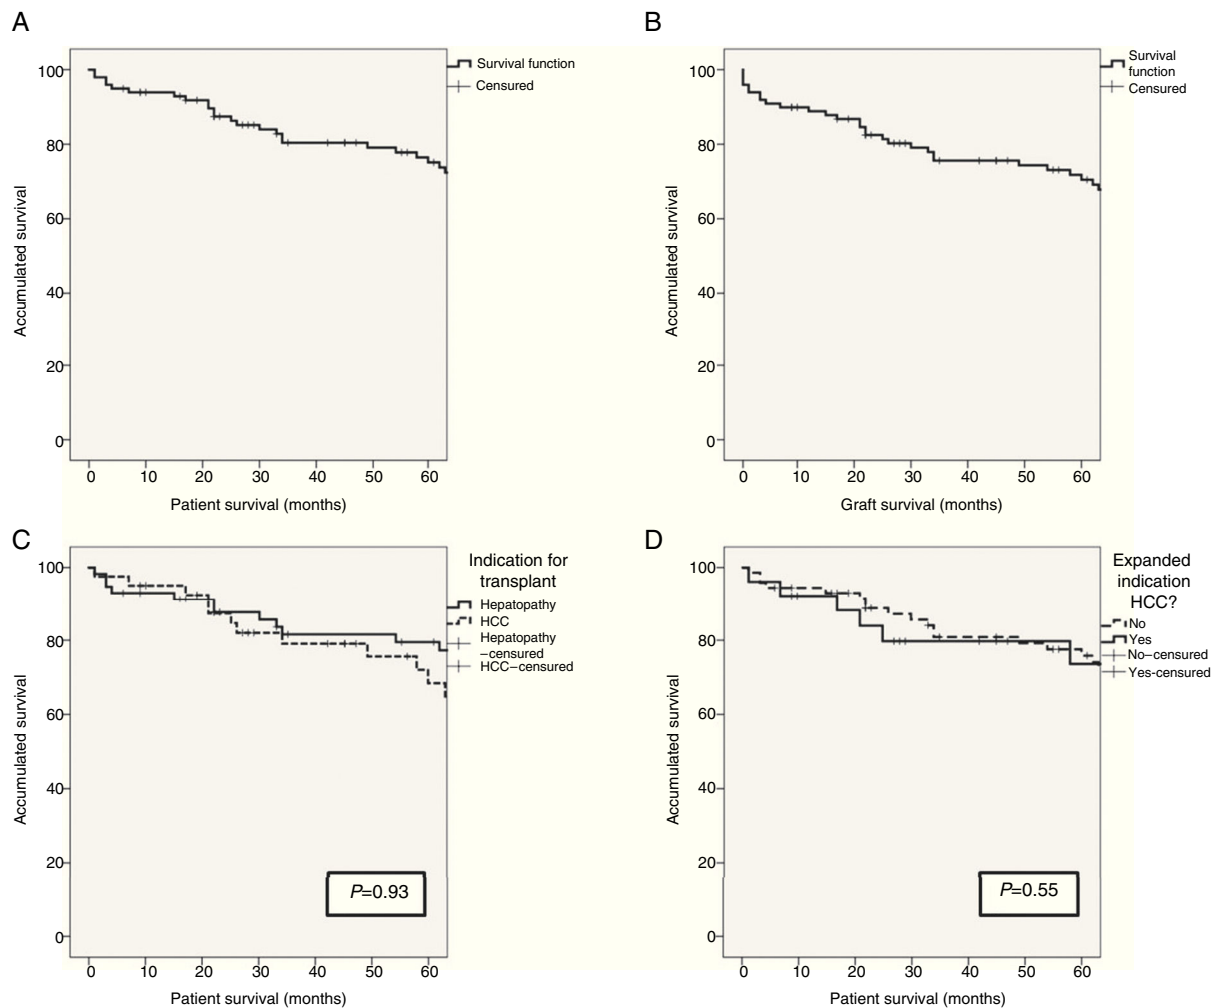 A
100
80
60
40
20
0
Accumulated survival
0 10 20 30 40 50 60
Patient survival (months)
Survival function
Censured
B
100
80
60
40
20
0
Accumulated survival
0 10 20 30 40 50 60
Graft survival (months)
Survival
function
Censured
C
100
80
60
40
20
0
Accumulated survival
P=0.93
0 10 20 30 40 50 60
Patient survival (months)
Indication for
transplant
Hepatopathy
HCC
Hepatopathy
–censured
HCC–censured
D
100
80
60
40
20
0
Accumulated survival
P=0.55
0 10 20 30 40 50 60
Patient survival (months)
Expanded
indication
HCC?
No
Yes
No–censured
Yes-censured